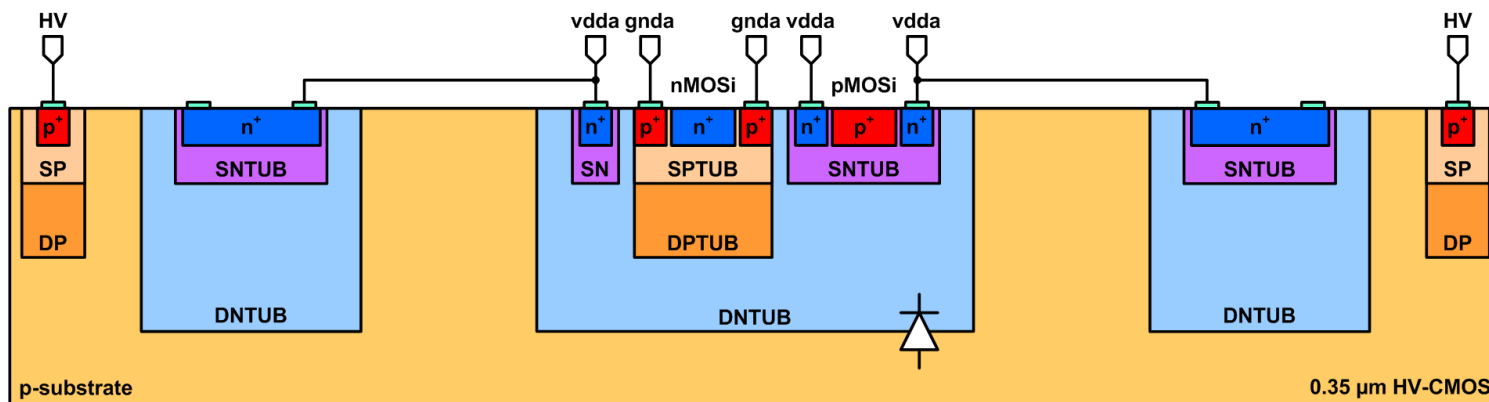 HV vdda gnda gnda vdda vdda HV
nMOSi pMOSi
p+ n+ n+ p+ n+ p+ n+ p+ n+ n+ p+
SP SNTUB SN SPTUB SNTUB SNTUB SP
DP DPTUB DP
DNTUB DNTUB DNTUB
p-substrate 0.35 µm HV-CMOS